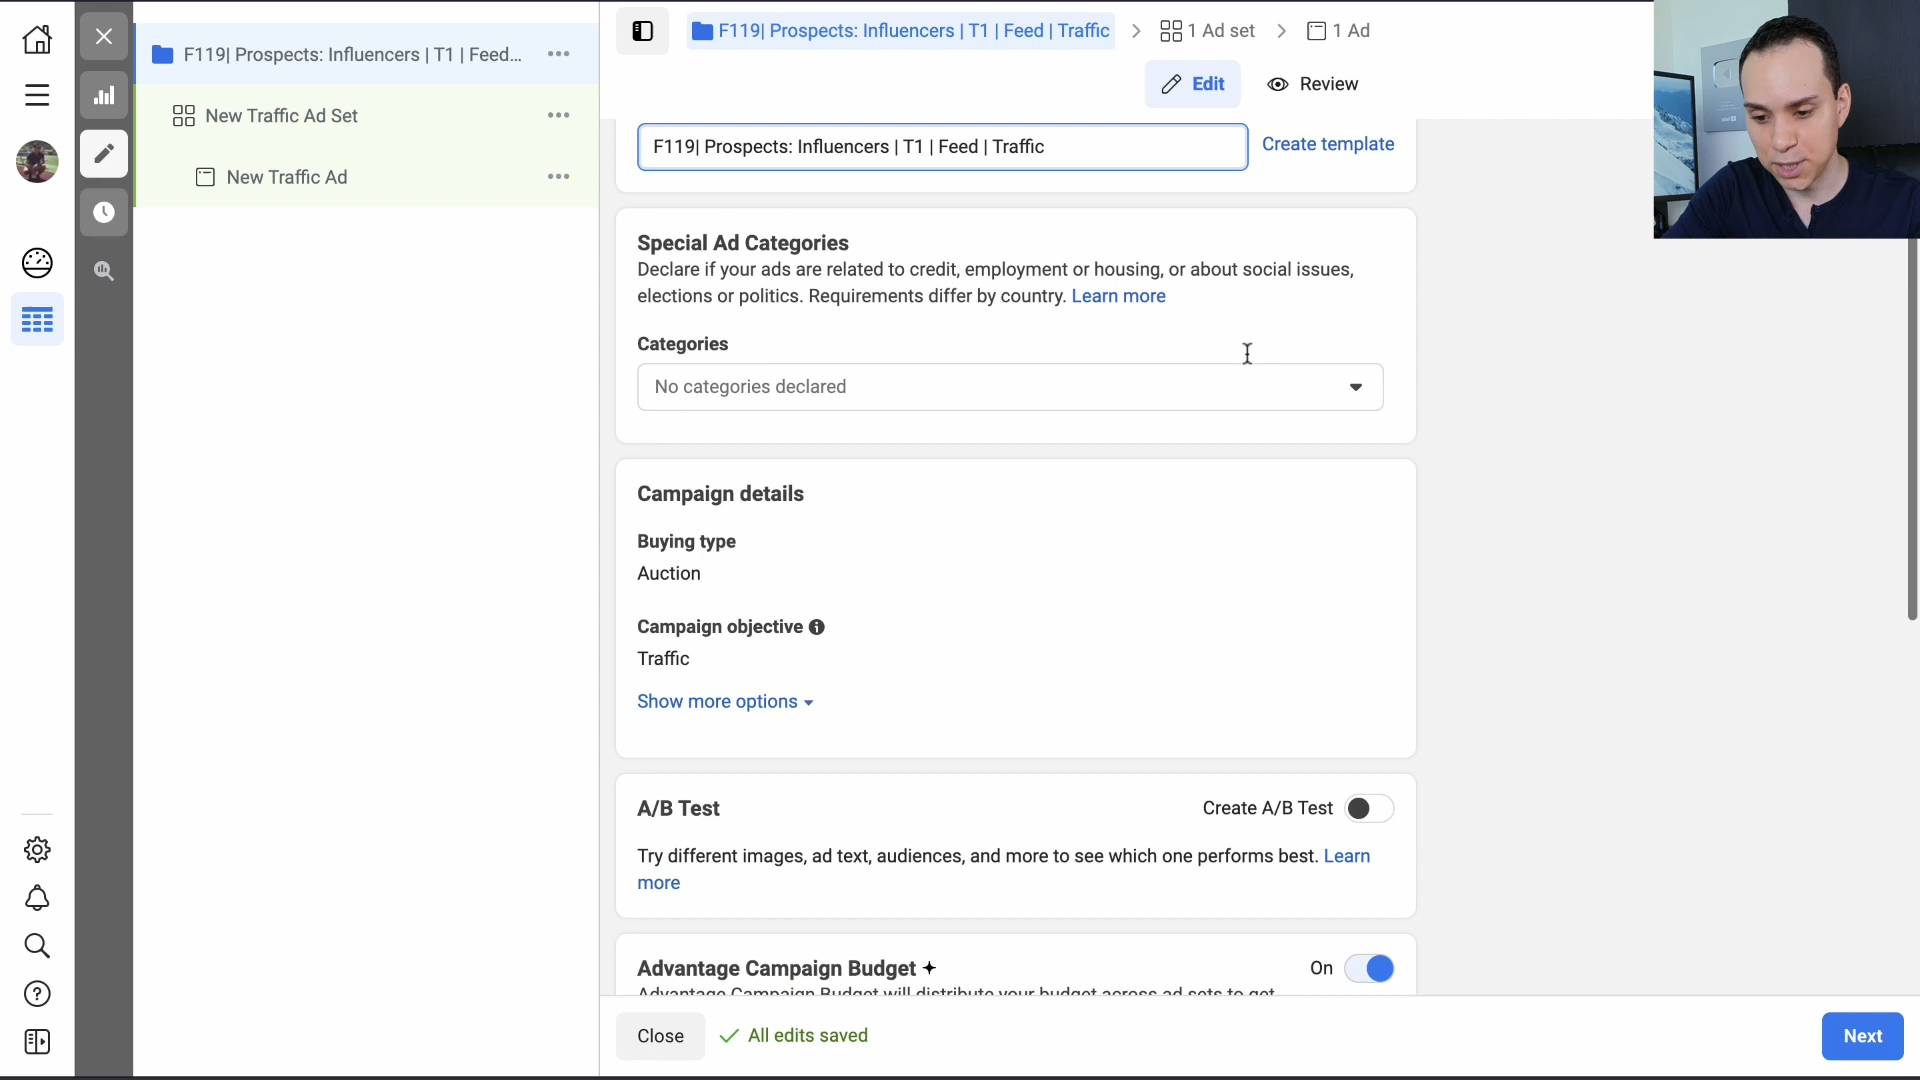 F119| Prospects: Influencers | T1 | Feed...
New Traffic Ad Set
New Traffic Ad
F119| Prospects: Influencers | T1 | Feed | Traffic
1 Ad set
1 Ad
Edit
Review
F119| Prospects: Influencers | T1 | Feed | Traffic
Create template
Special Ad Categories
Declare if your ads are related to credit, employment or housing, or about social issues,
elections or politics. Requirements differ by country. Learn more
Categories
No categories declared
Campaign details
Buying type
Auction
Campaign objective
Traffic
Show more options
A/B Test
Create A/B Test
Try different images, ad text, audiences, and more to see which one performs best. Learn
more
Advantage Campaign Budget
On
Advantage Campaign Budget will distribute your budget across ad sets to get
Close
All edits saved
Next